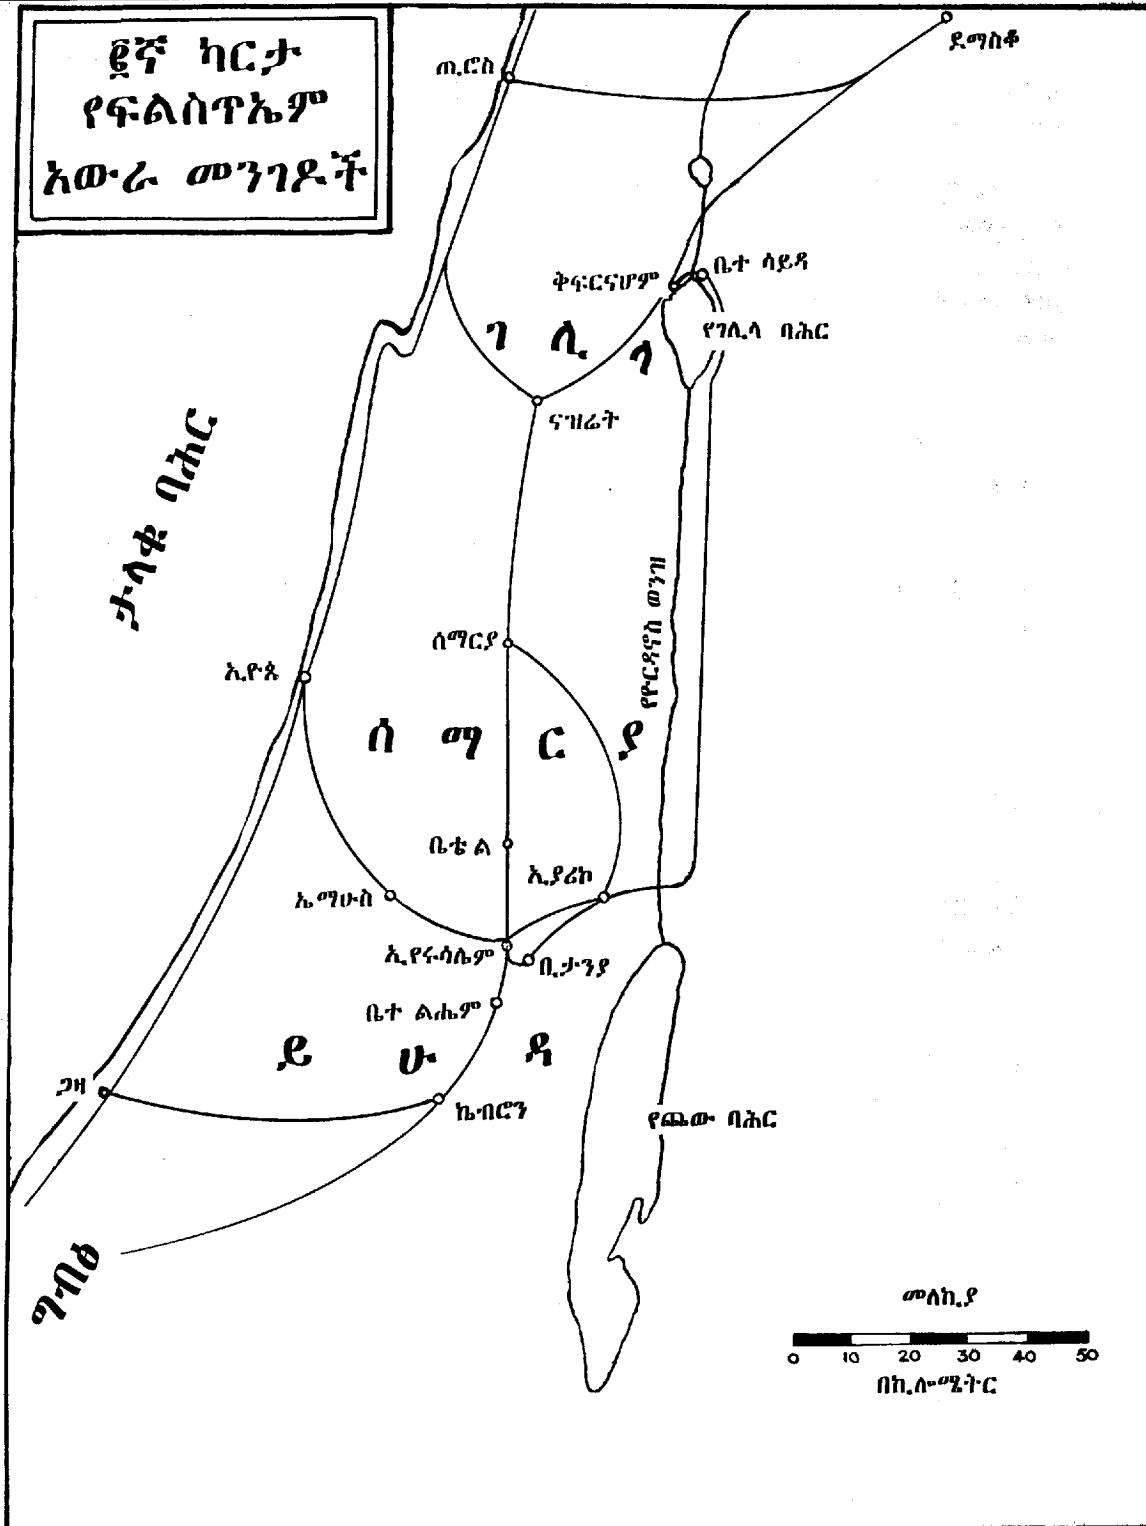 ፪ኛ ካርታ
የፍልስጥኤም
አውራ መንገዶች
ደማስቆ
ጢሮስ
ቤተ ሳይዳ
ቅፍርናሆም
የገሊላ ባሕር
ገ ሊ ላ
ናዝሬት
ታላቁ ባሕር
የዮርዳኖስ ወንዝ
ሰማርያ
ኢዮጴ
ሰ ማ ር ያ
ቤቴል
ኢያሪኮ
ኤማሁስ
ኢየሩሳሌም
ቢታንያ
ቤተ ልሔም
ይ ሁ ዳ
ጋዛ
ኬብሮን
የጨው ባሕር
ግብፅ
መለኪያ
0 10 20 30 40 50
በኪሎሜትር